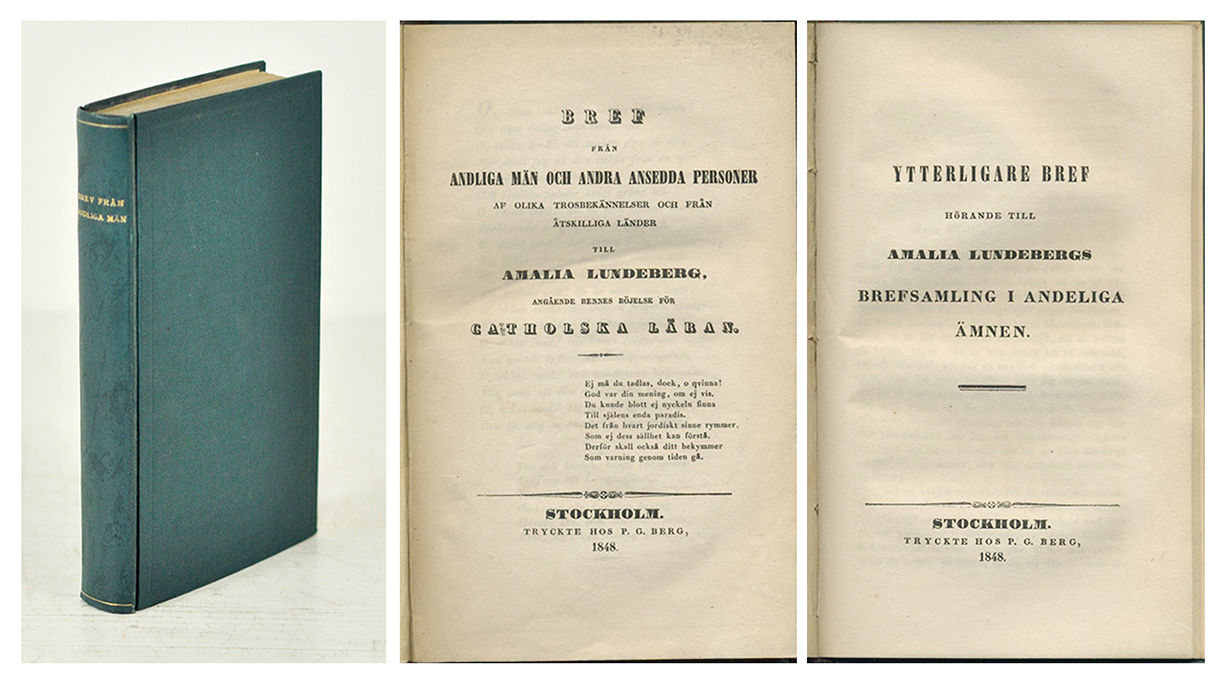 BREV FRÅN
ANDLIGA MÄN
BREF
FRÅN
ANDLIGA MÄN OCH ANDRA ANSEDDA PERSONER
AF OLIKA TROSBEKÄNNELSER OCH FRÅN
ÅTSKILLIGA LÄNDER
TILL
AMALIA LUNDEBERG,
ANGÅENDE HENNES BÖJELSE FÖR
CATHOLSKA LÄRAN.
Ej må du tadlas, dock, o qvinna!
God var din mening, om ej vis.
Du kunde blott ej nyckeln finna
Till själens enda paradis.
Det från hvart jordiskt sinne rymmer,
Som ej dess sällhet kan förstå.
Derför skall också ditt bekymmer
Som varning genom tiden gå.
STOCKHOLM.
TRYCKTE HOS P. G. BERG,
1848.
YTTERLIGARE BREF
HÖRANDE TILL
AMALIA LUNDEBERGS
BREFSAMLING I ANDELIGA
ÄMNEN.
STOCKHOLM.
TRYCKTE HOS P. G. BERG,
1848.